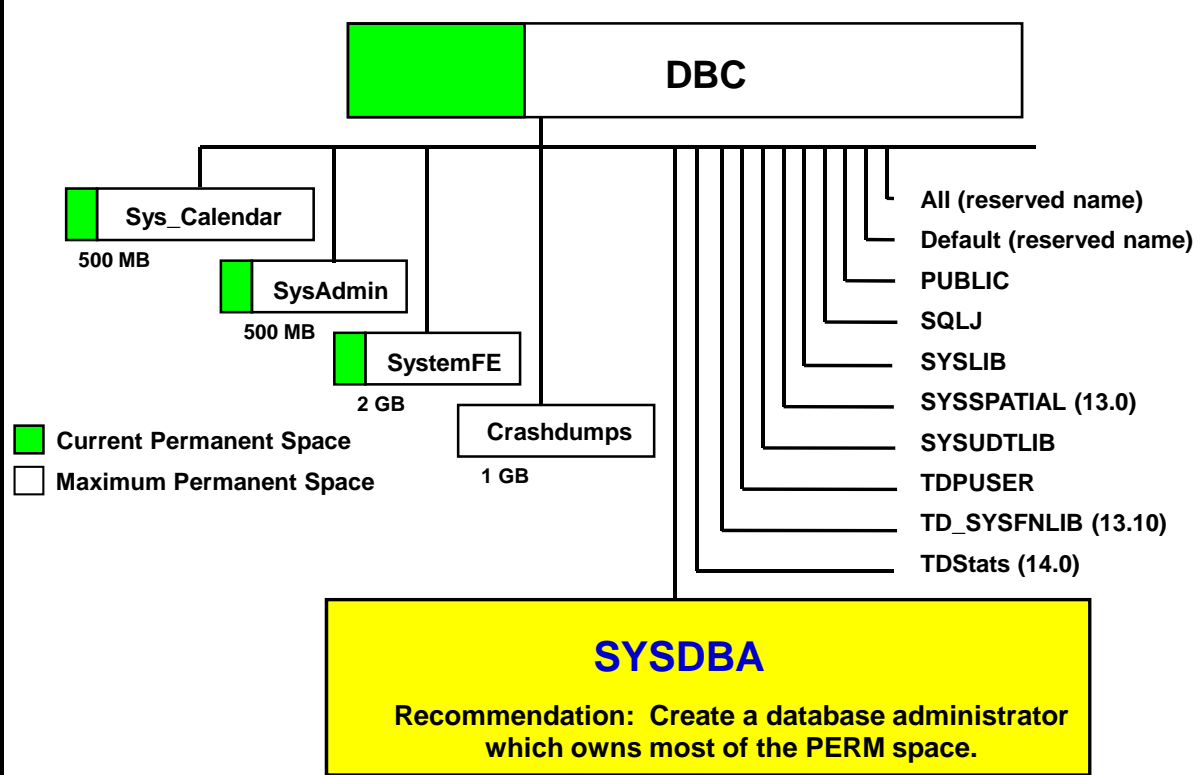 DBC
Sys_Calendar
500 MB
SysAdmin
500 MB
SystemFE
2 GB
Crashdumps
1 GB
Current Permanent Space
Maximum Permanent Space
All (reserved name)
Default (reserved name)
PUBLIC
SQLJ
SYSLIB
SYSSPATIAL (13.0)
SYSUDTLIB
TDPUSER
TD_SYSFNLIB (13.10)
TDStats (14.0)
SYSDBA
Recommendation: Create a database administrator
which owns most of the PERM space.